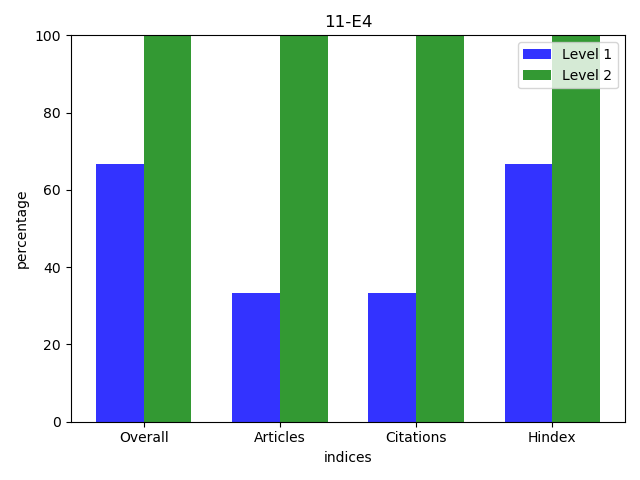 11-E4
Level 1
Level 2
percentage
100
80
60
40
20
0
Overall Articles Citations Hindex
indices